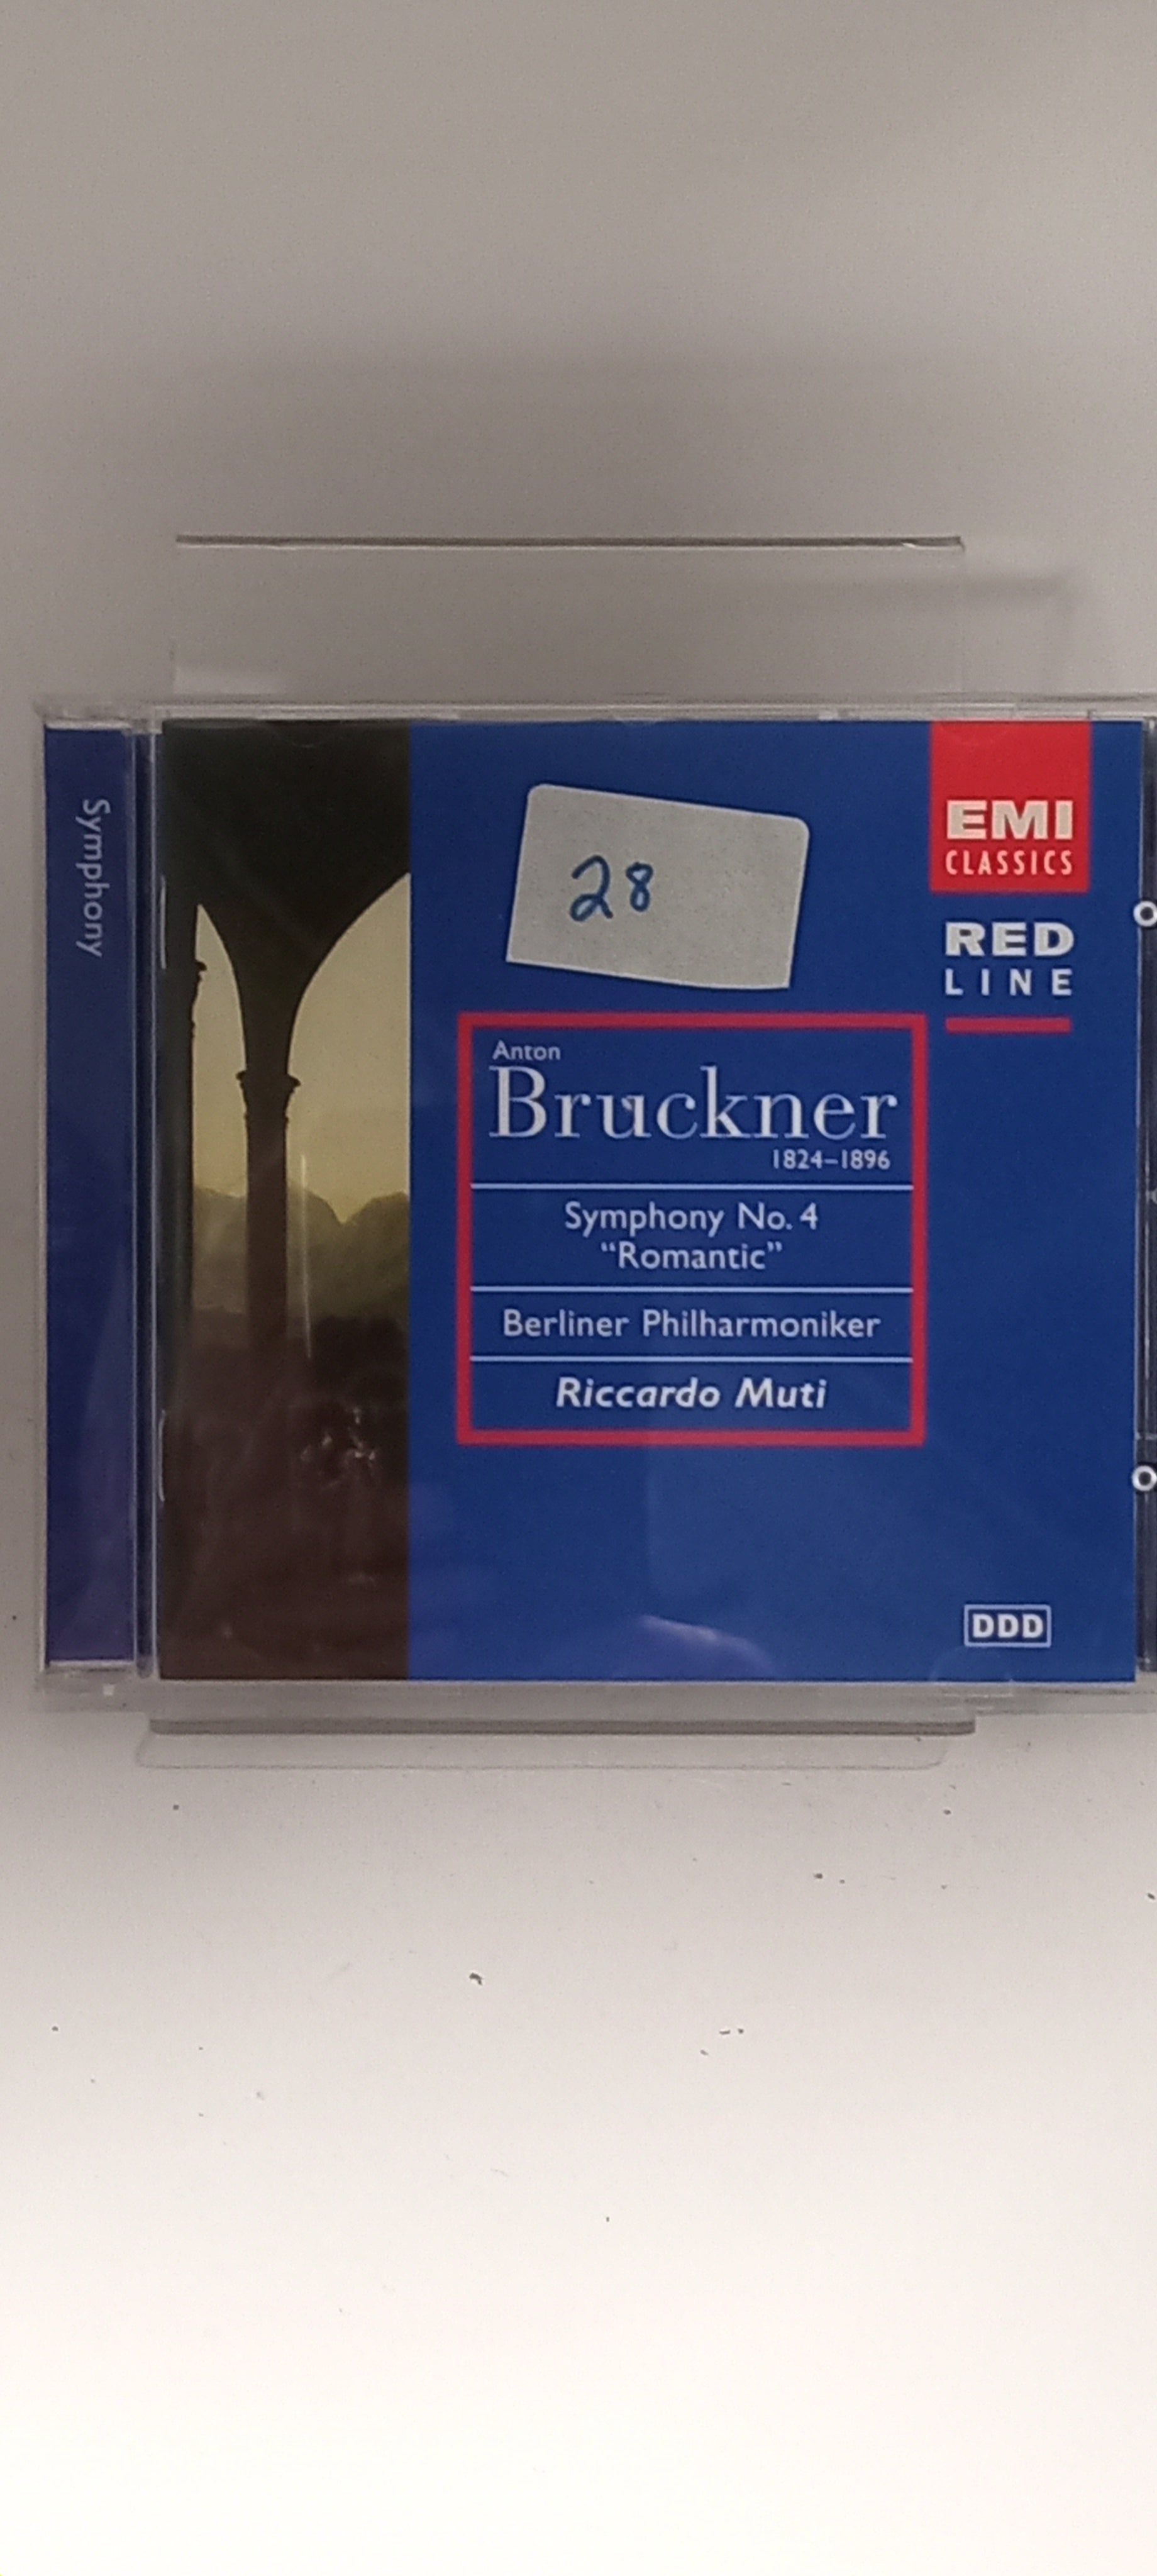 Symphony
28
EMI
CLASSICS
RED
LINE
Anton
Bruckner
1824–1896
Symphony No. 4
“Romantic”
Berliner Philharmoniker
Riccardo Muti
DDD